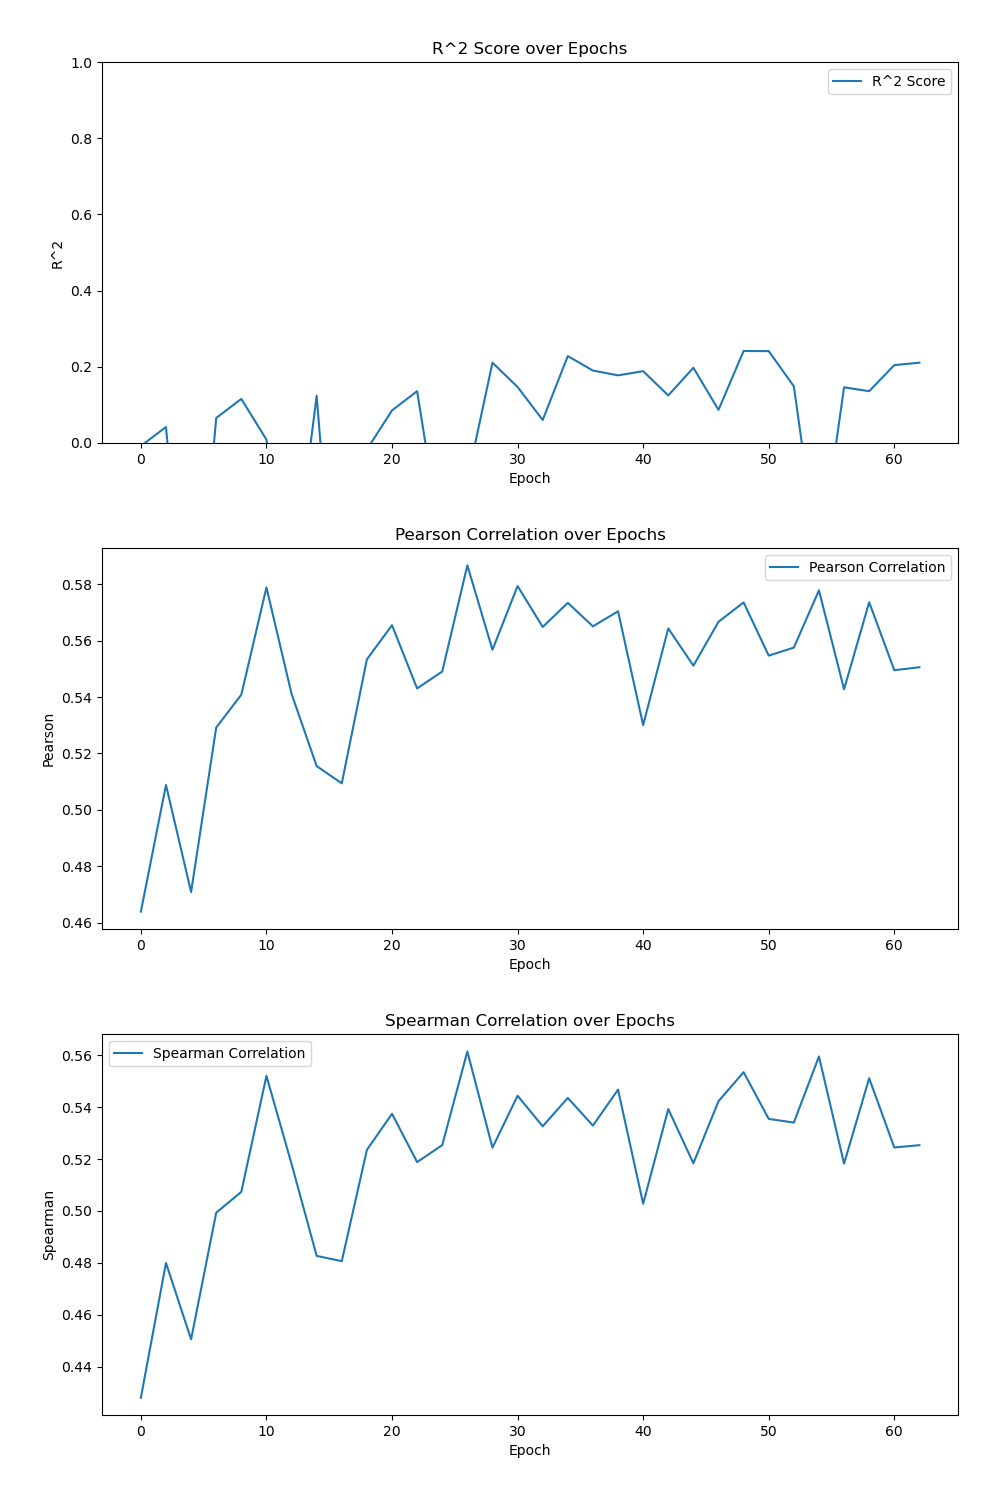 R^2 Score over Epochs
1.0
R^2 Score
0.8
0.6
R^2
0.4
0.2
0.0
0 10 20 30 40 50 60
Epoch
Pearson Correlation over Epochs
Pearson Correlation
0.58
0.56
0.54
Pearson
0.52
0.50
0.48
0.46
0 10 20 30 40 50 60
Epoch
Spearman Correlation over Epochs
Spearman Correlation
0.56
0.54
0.52
Spearman
0.50
0.48
0.46
0.44
0 10 20 30 40 50 60
Epoch